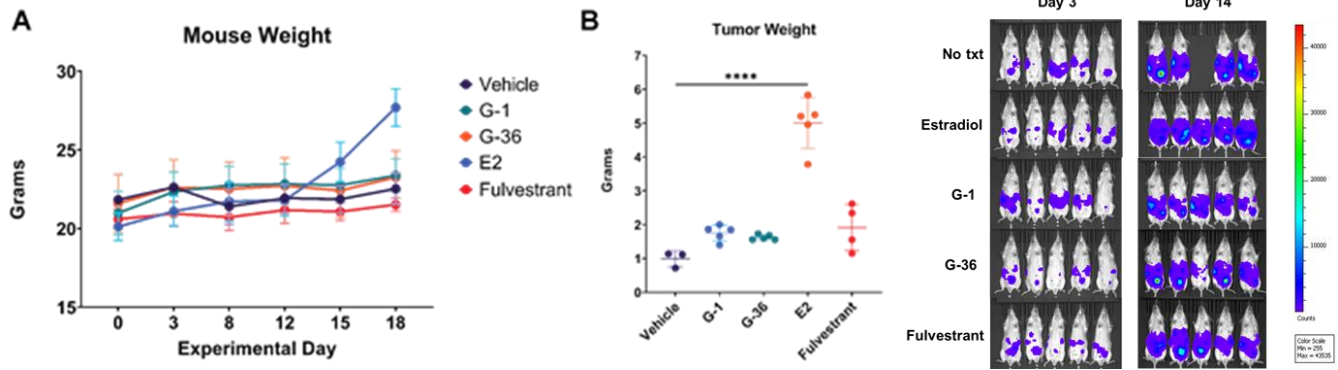 A
Mouse Weight
30
25
20
15
Grams
0 3 8 12 15 18
Experimental Day
Vehicle
G-1
G-36
E2
Fulvestrant
B
Tumor Weight
****
7
6
5
4
3
2
1
0
Grams
Vehicle
G-1
G-36
E2
Fulvestrant
Day 3 Day 14
No txt
Estradiol
G-1
G-36
Fulvestrant
40000
30000
20000
10000
Counts
Color Scale
Min = 255
Max = 43535